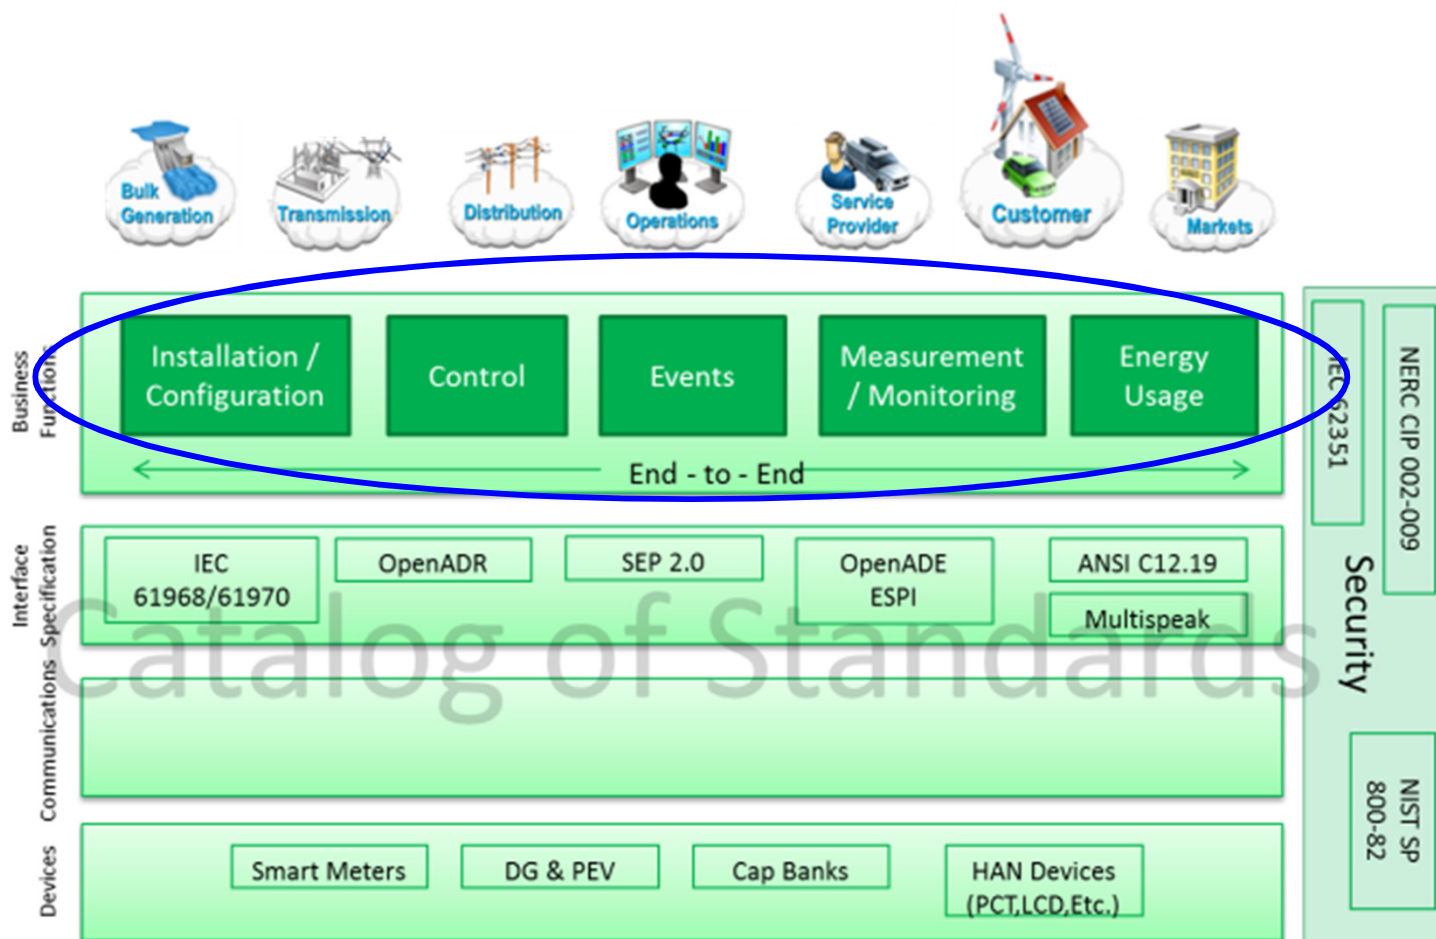 Bulk
Generation
Transmission
Distribution
Operations
Service
Provider
Customer
Markets
Business
Functions
Installation /
Configuration
Control
Events
Measurement
/ Monitoring
Energy
Usage
End - to - End
Interface
Specification
IEC
61968/61970
OpenADR
SEP 2.0
OpenADE
ESPI
ANSI C12.19
Multispeak
Catalog of Standards
Communications
Devices
Smart Meters
DG & PEV
Cap Banks
HAN Devices
(PCT,LCD,Etc.)
IEC 62351
NERC CIP 002-009
Security
NIST SP
800-82